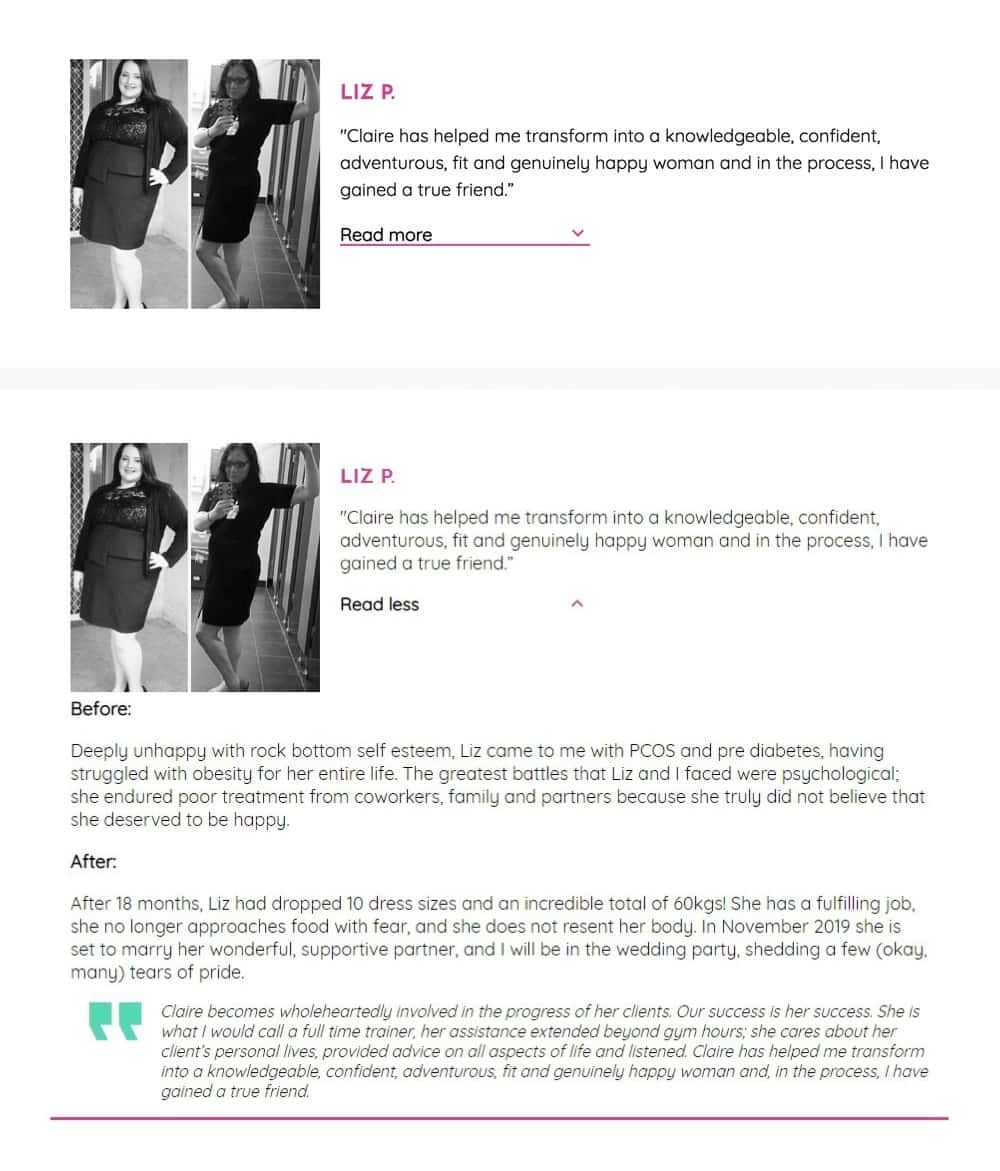 LIZ P.
"Claire has helped me transform into a knowledgeable, confident,
adventurous, fit and genuinely happy woman and in the process, I have
gained a true friend.”
Read more
LIZ P.
"Claire has helped me transform into a knowledgeable, confident,
adventurous, fit and genuinely happy woman and in the process, I have
gained a true friend.”
Read less
Before:
Deeply unhappy with rock bottom self esteem, Liz came to me with PCOS and pre diabetes, having
struggled with obesity for her entire life. The greatest battles that Liz and I faced were psychological;
she endured poor treatment from coworkers, family and partners because she truly did not believe that
she deserved to be happy.
After:
After 18 months, Liz had dropped 10 dress sizes and an incredible total of 60kgs! She has a fulfilling job,
she no longer approaches food with fear, and she does not resent her body. In November 2019 she is
set to marry her wonderful, supportive partner, and I will be in the wedding party, shedding a few (okay,
many) tears of pride.
Claire becomes wholeheartedly involved in the progress of her clients. Our success is her success. She is
what I would call a full time trainer, her assistance extended beyond gym hours; she cares about her
client's personal lives, provided advice on all aspects of life and listened. Claire has helped me transform
into a knowledgeable, confident, adventurous, fit and genuinely happy woman and, in the process, I have
gained a true friend.